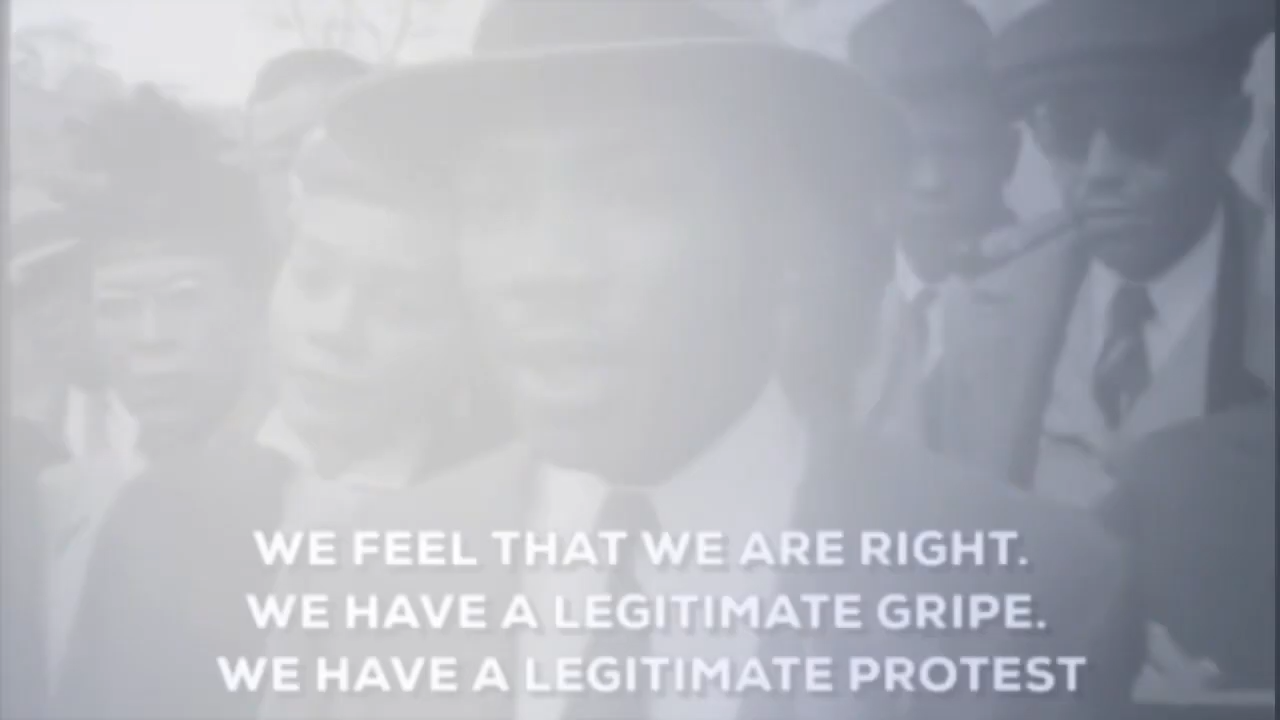 WE FEEL THAT WE ARE RIGHT.
WE HAVE A LEGITIMATE GRIPE.
WE HAVE A LEGITIMATE PROTEST